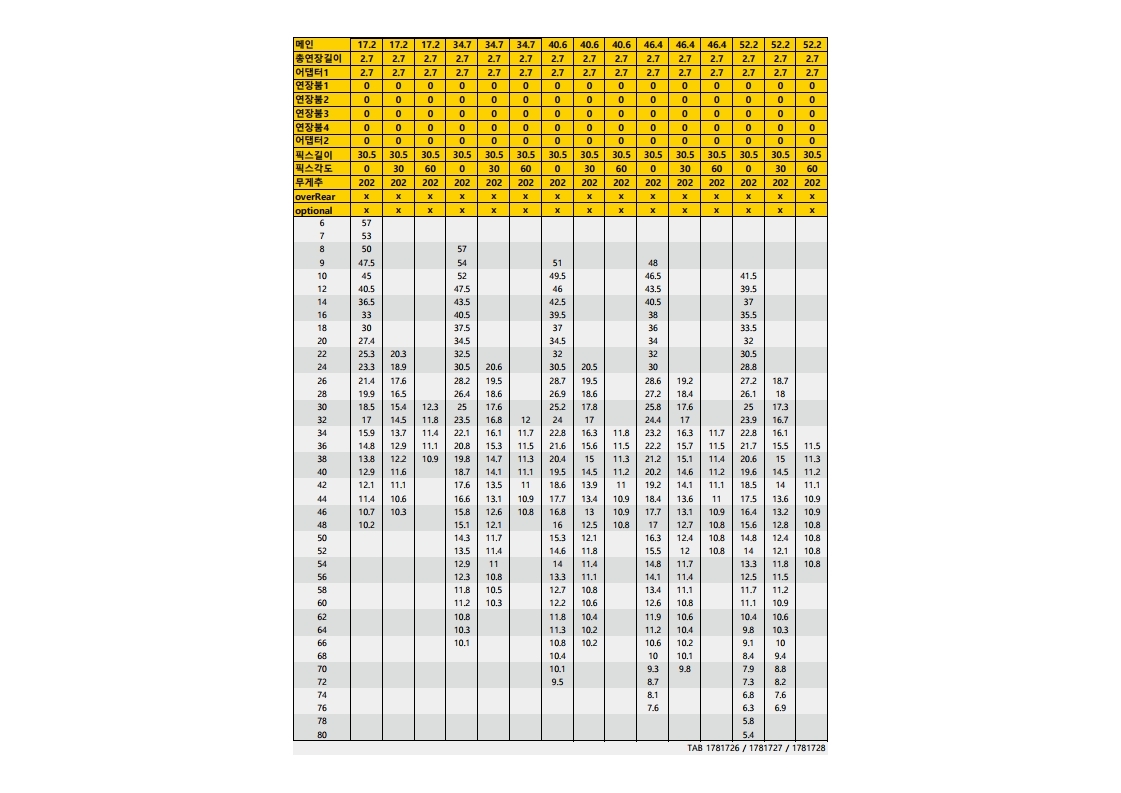 메인 17.2 17.2 17.2 34.7 34.7 34.7 40.6 40.6 40.6 46.4 46.4 46.4 52.2 52.2 52.2
총연장길이 2.7 2.7 2.7 2.7 2.7 2.7 2.7 2.7 2.7 2.7 2.7 2.7 2.7 2.7 2.7
어댑터1 2.7 2.7 2.7 2.7 2.7 2.7 2.7 2.7 2.7 2.7 2.7 2.7 2.7 2.7 2.7
연장붐1 0 0 0 0 0 0 0 0 0 0 0 0 0 0 0
연장붐2 0 0 0 0 0 0 0 0 0 0 0 0 0 0 0
연장붐3 0 0 0 0 0 0 0 0 0 0 0 0 0 0 0
연장붐4 0 0 0 0 0 0 0 0 0 0 0 0 0 0 0
어댑터2 0 0 0 0 0 0 0 0 0 0 0 0 0 0 0
픽스길이 30.5 30.5 30.5 30.5 30.5 30.5 30.5 30.5 30.5 30.5 30.5 30.5 30.5 30.5 30.5
픽스각도 0 30 60 0 30 60 0 30 60 0 30 60 0 30 60
무게추 202 202 202 202 202 202 202 202 202 202 202 202 202 202 202
overRear x x x x x x x x x x x x x x x
optional x x x x x x x x x x x x x x x
6 57
7 53
8 50 57
9 47.5 54 51 48
10 45 52 49.5 46.5 41.5
12 40.5 47.5 46 43.5 39.5
14 36.5 43.5 42.5 40.5 37
16 33 40.5 39.5 38 35.5
18 30 37.5 37 36 33.5
20 27.4 34.5 34.5 34 32
22 25.3 20.3 32.5 32 32 30.5
24 23.3 18.9 30.5 20.6 30.5 20.5 30 28.8
26 21.4 17.6 28.2 19.5 28.7 19.5 28.6 19.2 27.2 18.7
28 19.9 16.5 26.4 18.6 26.9 18.6 27.2 18.4 26.1 18
30 18.5 15.4 12.3 25 17.6 25.2 17.8 25.8 17.6 25 17.3
32 17 14.5 11.8 23.5 16.8 12 24 17 24.4 17 23.9 16.7
34 15.9 13.7 11.4 22.1 16.1 11.7 22.8 16.3 11.8 23.2 16.3 11.7 22.8 16.1
36 14.8 12.9 11.1 20.8 15.3 11.5 21.6 15.6 11.5 22.2 15.7 11.5 21.7 15.5 11.5
38 13.8 12.2 10.9 19.8 14.7 11.3 20.4 15 11.3 21.2 15.1 11.4 20.6 15 11.3
40 12.9 11.6 18.7 14.1 11.1 19.5 14.5 11.2 20.2 14.6 11.2 19.6 14.5 11.2
42 12.1 11.1 17.6 13.5 11 18.6 13.9 11 19.2 14.1 11.1 18.5 14 11.1
44 11.4 10.6 16.6 13.1 10.9 17.7 13.4 10.9 18.4 13.6 11 17.5 13.6 10.9
46 10.7 10.3 15.8 12.6 10.8 16.8 13 10.9 17.7 13.1 10.9 16.4 13.2 10.9
48 10.2 15.1 12.1 16 12.5 10.8 17 12.7 10.8 15.6 12.8 10.8
50 14.3 11.7 15.3 12.1 16.3 12.4 10.8 14.8 12.4 10.8
52 13.5 11.4 14.6 11.8 15.5 12 10.8 14 12.1 10.8
54 12.9 11 14 11.4 14.8 11.7 13.3 11.8 10.8
56 12.3 10.8 13.3 11.1 14.1 11.4 12.5 11.5
58 11.8 10.5 12.7 10.8 13.4 11.1 11.7 11.2
60 11.2 10.3 12.2 10.6 12.6 10.8 11.1 10.9
62 10.8 11.8 10.4 11.9 10.6 10.4 10.6
64 10.3 11.3 10.2 11.2 10.4 9.8 10.3
66 10.1 10.8 10.2 10.6 10.2 9.1 10
68 10.4 10 10.1 8.4 9.4
70 10.1 9.3 9.8 7.9 8.8
72 9.5 8.7 7.3 8.2
74 8.1 6.8 7.6
76 7.6 6.3 6.9
78 5.8
80 5.4
TAB 1781726 / 1781727 / 1781728